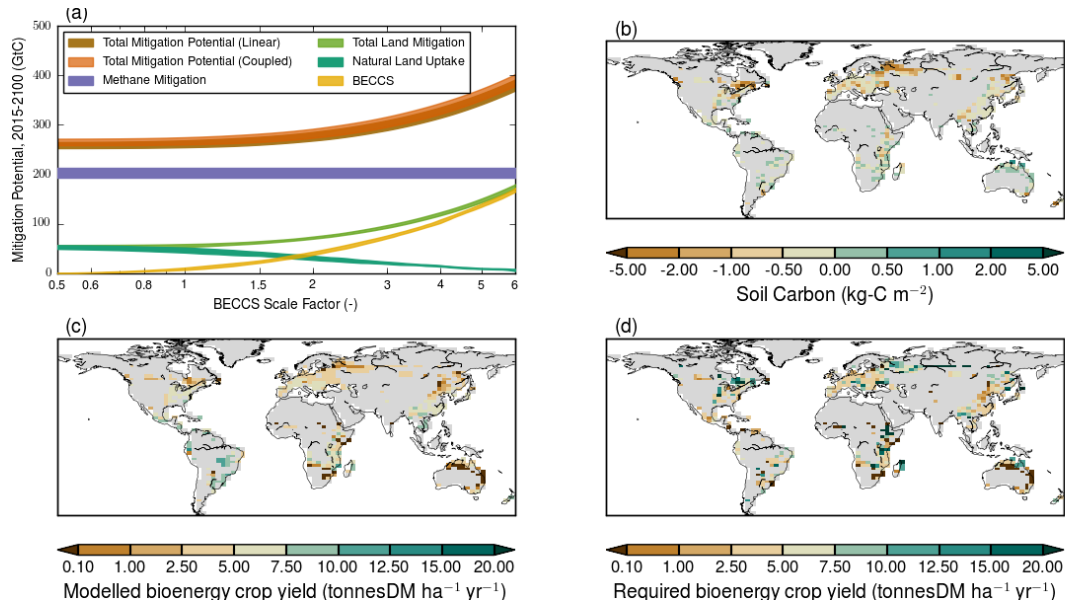 (a)
Mitigation Potential, 2015-2100 (GtC)
500
400
300
200
100
0
Total Mitigation Potential (Linear)
Total Mitigation Potential (Coupled)
Methane Mitigation
Total Land Mitigation
Natural Land Uptake
BECCS
0.5 0.6 1.0 1.5 2 3 4 5 6
BECCS Scale Factor (-)
(b)
-5.00 -2.00 -1.00 -0.50 0.00 0.50 1.00 2.00 5.00
Soil Carbon (kg-C m⁻²)
(c)
0.10 1.00 2.50 5.00 7.50 10.00 15.00 20.00
Modelled bioenergy crop yield (tonnesDM ha⁻¹ yr⁻¹)
(d)
0.10 1.00 2.50 5.00 7.50 10.00 15.00 20.00
Required bioenergy crop yield (tonnesDM ha⁻¹ yr⁻¹)